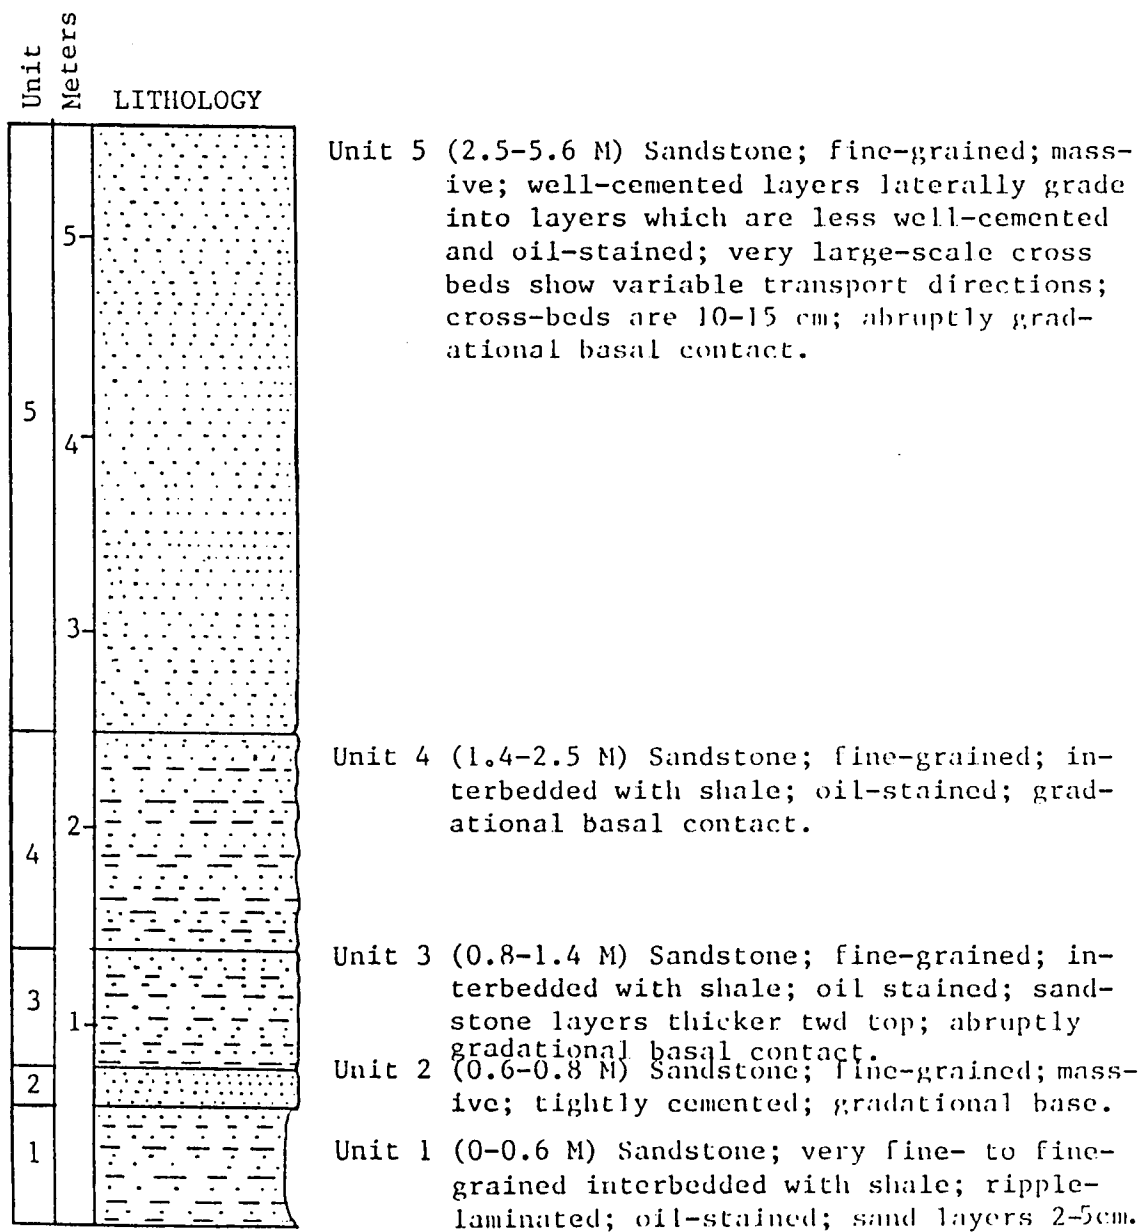 Unit
Meters
LITHOLOGY
Unit 5 (2.5-5.6 M) Sandstone; fine-grained; mass-
ive; well-cemented layers laterally grade
into layers which are less well-cemented
and oil-stained; very large-scale cross
beds show variable transport directions;
cross-beds are 10-15 cm; abruptly grad-
ational basal contact.
5
5
4
3
Unit 4 (1.4-2.5 M) Sandstone; fine-grained; in-
terbedded with shale; oil-stained; grad-
ational basal contact.
2
4
Unit 3 (0.8-1.4 M) Sandstone; fine-grained; in-
terbedded with shale; oil stained; sand-
stone layers thicker twd top; abruptly
gradational basal contact.
3
1
Unit 2 (0.6-0.8 M) Sandstone; fine-grained; mass-
ive; tightly cemented; gradational base.
2
Unit 1 (0-0.6 M) Sandstone; very fine- to fine-
grained interbedded with shale; ripple-
laminated; oil-stained; sand layers 2-5cm.
1